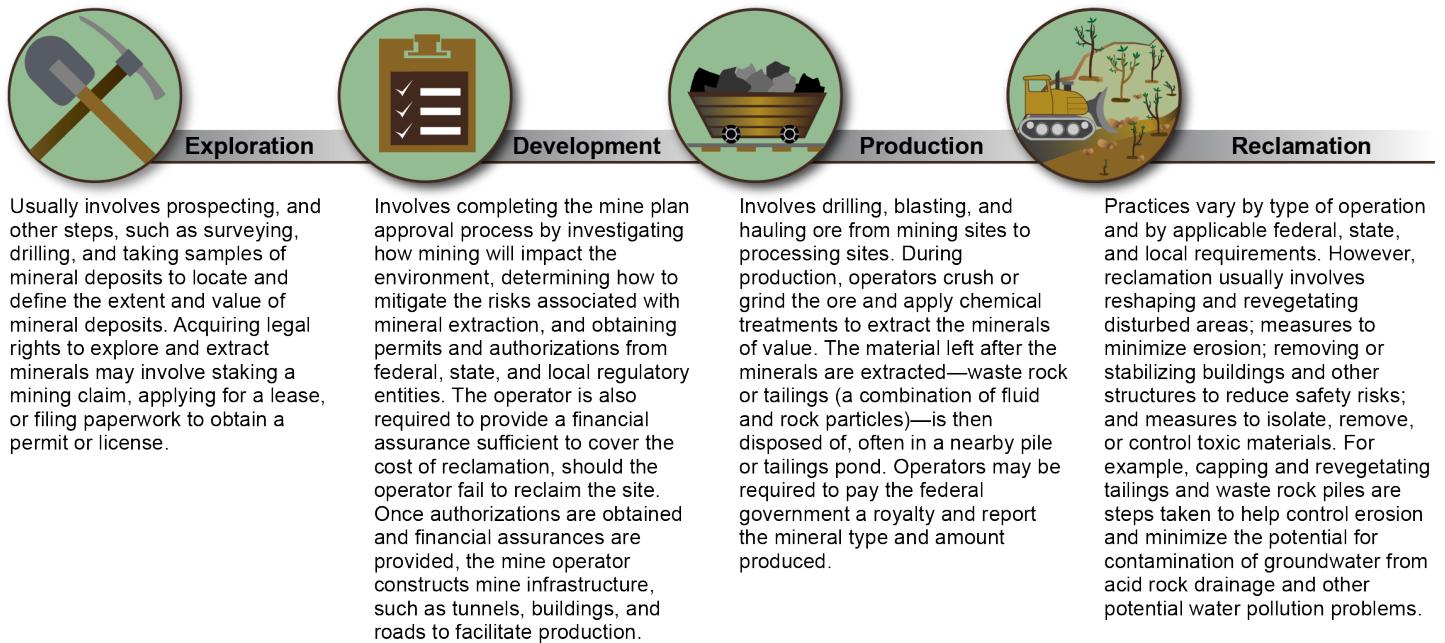 Exploration
Usually involves prospecting, and
other steps, such as surveying,
drilling, and taking samples of
mineral deposits to locate and
define the extent and value of
mineral deposits. Acquiring legal
rights to explore and extract
minerals may involve staking a
mining claim, applying for a lease,
or filing paperwork to obtain a
permit or license.
Development
Involves completing the mine plan
approval process by investigating
how mining will impact the
environment, determining how to
mitigate the risks associated with
mineral extraction, and obtaining
permits and authorizations from
federal, state, and local regulatory
entities. The operator is also
required to provide a financial
assurance sufficient to cover the
cost of reclamation, should the
operator fail to reclaim the site.
Once authorizations are obtained
and financial assurances are
provided, the mine operator
constructs mine infrastructure,
such as tunnels, buildings, and
roads to facilitate production.
Production
Involves drilling, blasting, and
hauling ore from mining sites to
processing sites. During
production, operators crush or
grind the ore and apply chemical
treatments to extract the minerals
of value. The material left after the
minerals are extracted—waste rock
or tailings (a combination of fluid
and rock particles)—is then
disposed of, often in a nearby pile
or tailings pond. Operators may be
required to pay the federal
government a royalty and report
the mineral type and amount
produced.
Reclamation
Practices vary by type of operation
and by applicable federal, state,
and local requirements. However,
reclamation usually involves
reshaping and revegetating
disturbed areas; measures to
minimize erosion; removing or
stabilizing buildings and other
structures to reduce safety risks;
and measures to isolate, remove,
or control toxic materials. For
example, capping and revegetating
tailings and waste rock piles are
steps taken to help control erosion
and minimize the potential for
contamination of groundwater from
acid rock drainage and other
potential water pollution problems.